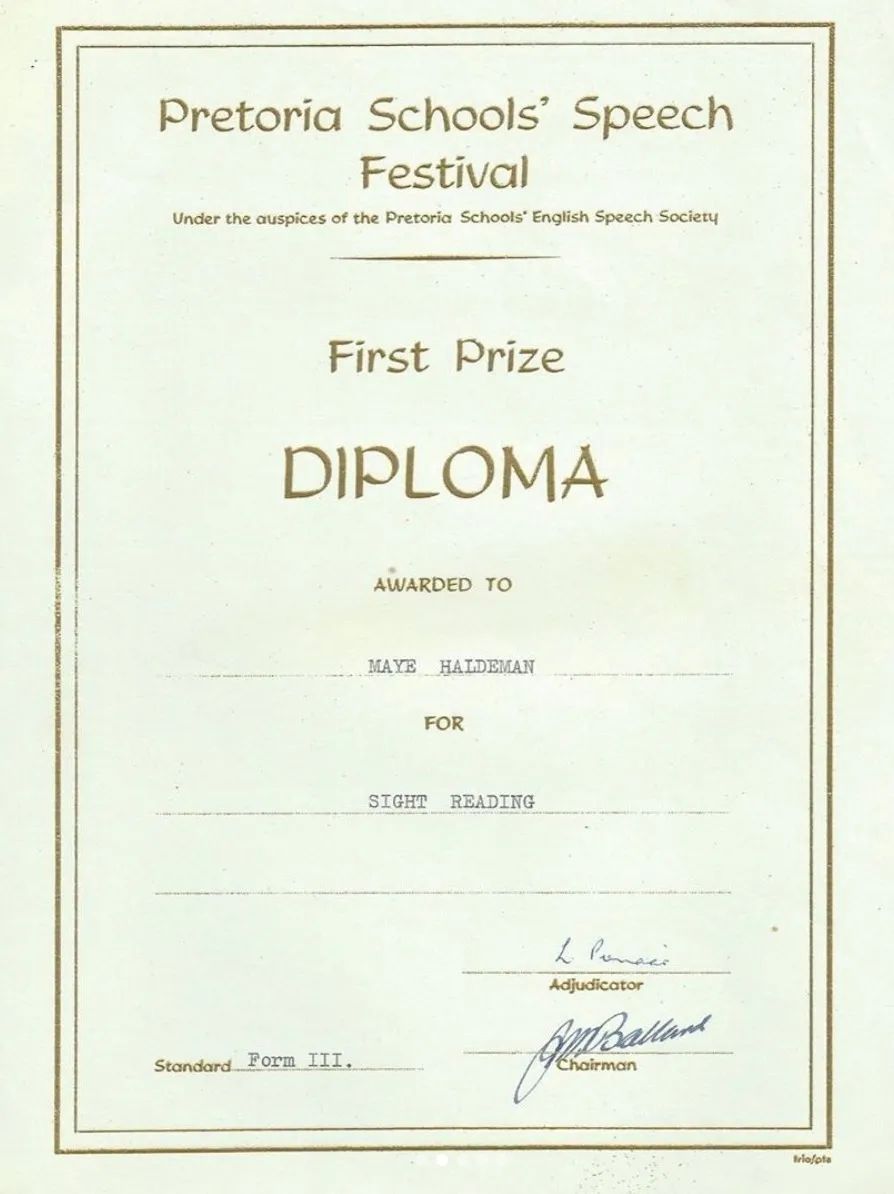 Pretoria Schools' Speech
Festival
Under the auspices of the Pretoria Schools' English Speech Society
First Prize
DIPLOMA
AWARDED TO
MAYE HALDEMAN
FOR
SIGHT READING
Adjudicator
Standard Form III.
Chairman